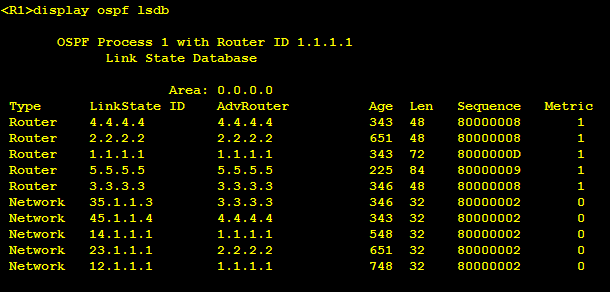 <R1>display ospf lsdb
OSPF Process 1 with Router ID 1.1.1.1
Link State Database
Area: 0.0.0.0
Type LinkState ID AdvRouter Age Len Sequence Metric
Router 4.4.4.4 4.4.4.4 343 48 80000008 1
Router 2.2.2.2 2.2.2.2 651 48 80000008 1
Router 1.1.1.1 1.1.1.1 343 72 8000000D 1
Router 5.5.5.5 5.5.5.5 225 84 80000009 1
Router 3.3.3.3 3.3.3.3 346 48 80000008 1
Network 35.1.1.3 3.3.3.3 346 32 80000002 0
Network 45.1.1.4 4.4.4.4 343 32 80000002 0
Network 14.1.1.1 1.1.1.1 548 32 80000002 0
Network 23.1.1.1 2.2.2.2 651 32 80000002 0
Network 12.1.1.1 1.1.1.1 748 32 80000002 0